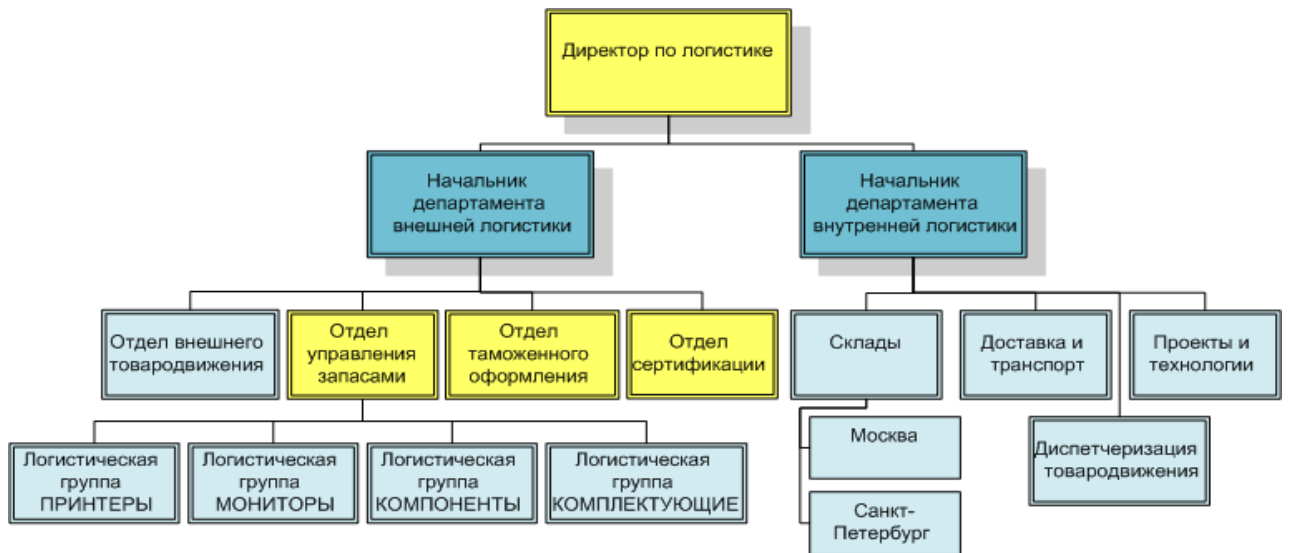 Директор по логистике
Начальник
департамента
внешней логистики
Начальник
департамента
внутренней логистики
Отдел внешнего
товародвижения
Отдел
управления
запасами
Отдел
таможенного
оформления
Отдел
сертификации
Склады
Доставка и
транспорт
Проекты и
технологии
Логистическая
группа
ПРИНТЕРЫ
Логистическая
группа
МОНИТОРЫ
Логистическая
группа
КОМПОНЕНТЫ
Логистическая
группа
КОМПЛЕКТУЮЩИЕ
Москва
Санкт-
Петербург
Диспетчеризация
товародвижения